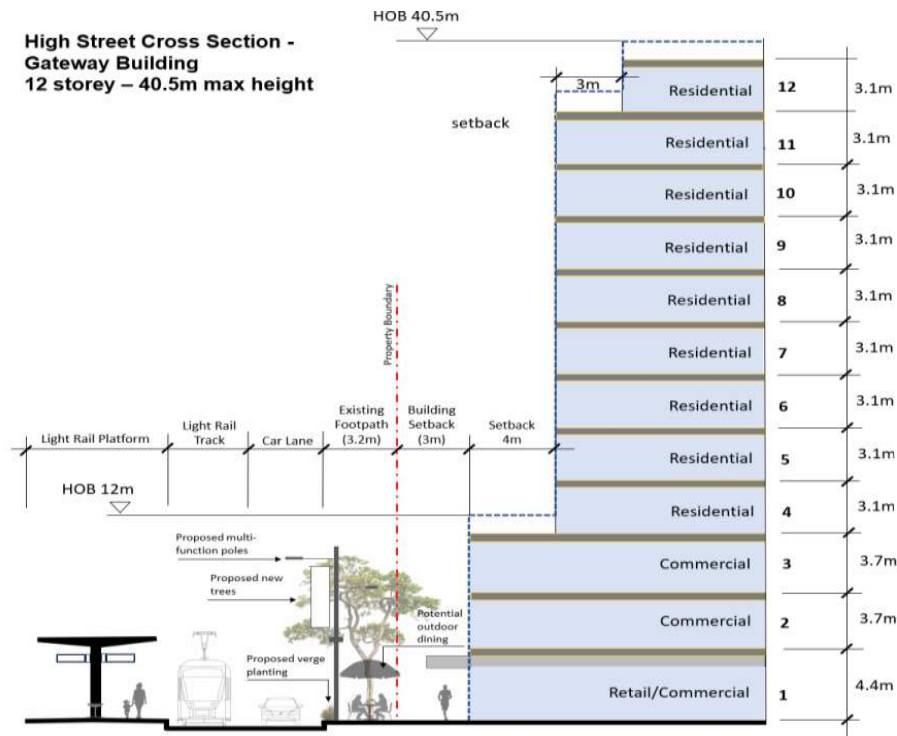 HOB 40.5m
High Street Cross Section -
Gateway Building
12 storey – 40.5m max height
3m
setback
Residential 12 3.1m
Residential 11 3.1m
Residential 10 3.1m
Residential 9 3.1m
Residential 8 3.1m
Residential 7 3.1m
Residential 6 3.1m
Residential 5 3.1m
Residential 4 3.1m
Commercial 3 3.7m
Commercial 2 3.7m
Retail/Commercial 1 4.4m
Property Boundary
Light Rail Platform
Light Rail
Track
Car Lane
Existing
Footpath
(3.2m)
Building
Setback
(3m)
Setback
4m
HOB 12m
Proposed multi-
function poles
Proposed new
trees
Potential
outdoor
dining
Proposed verge
planting